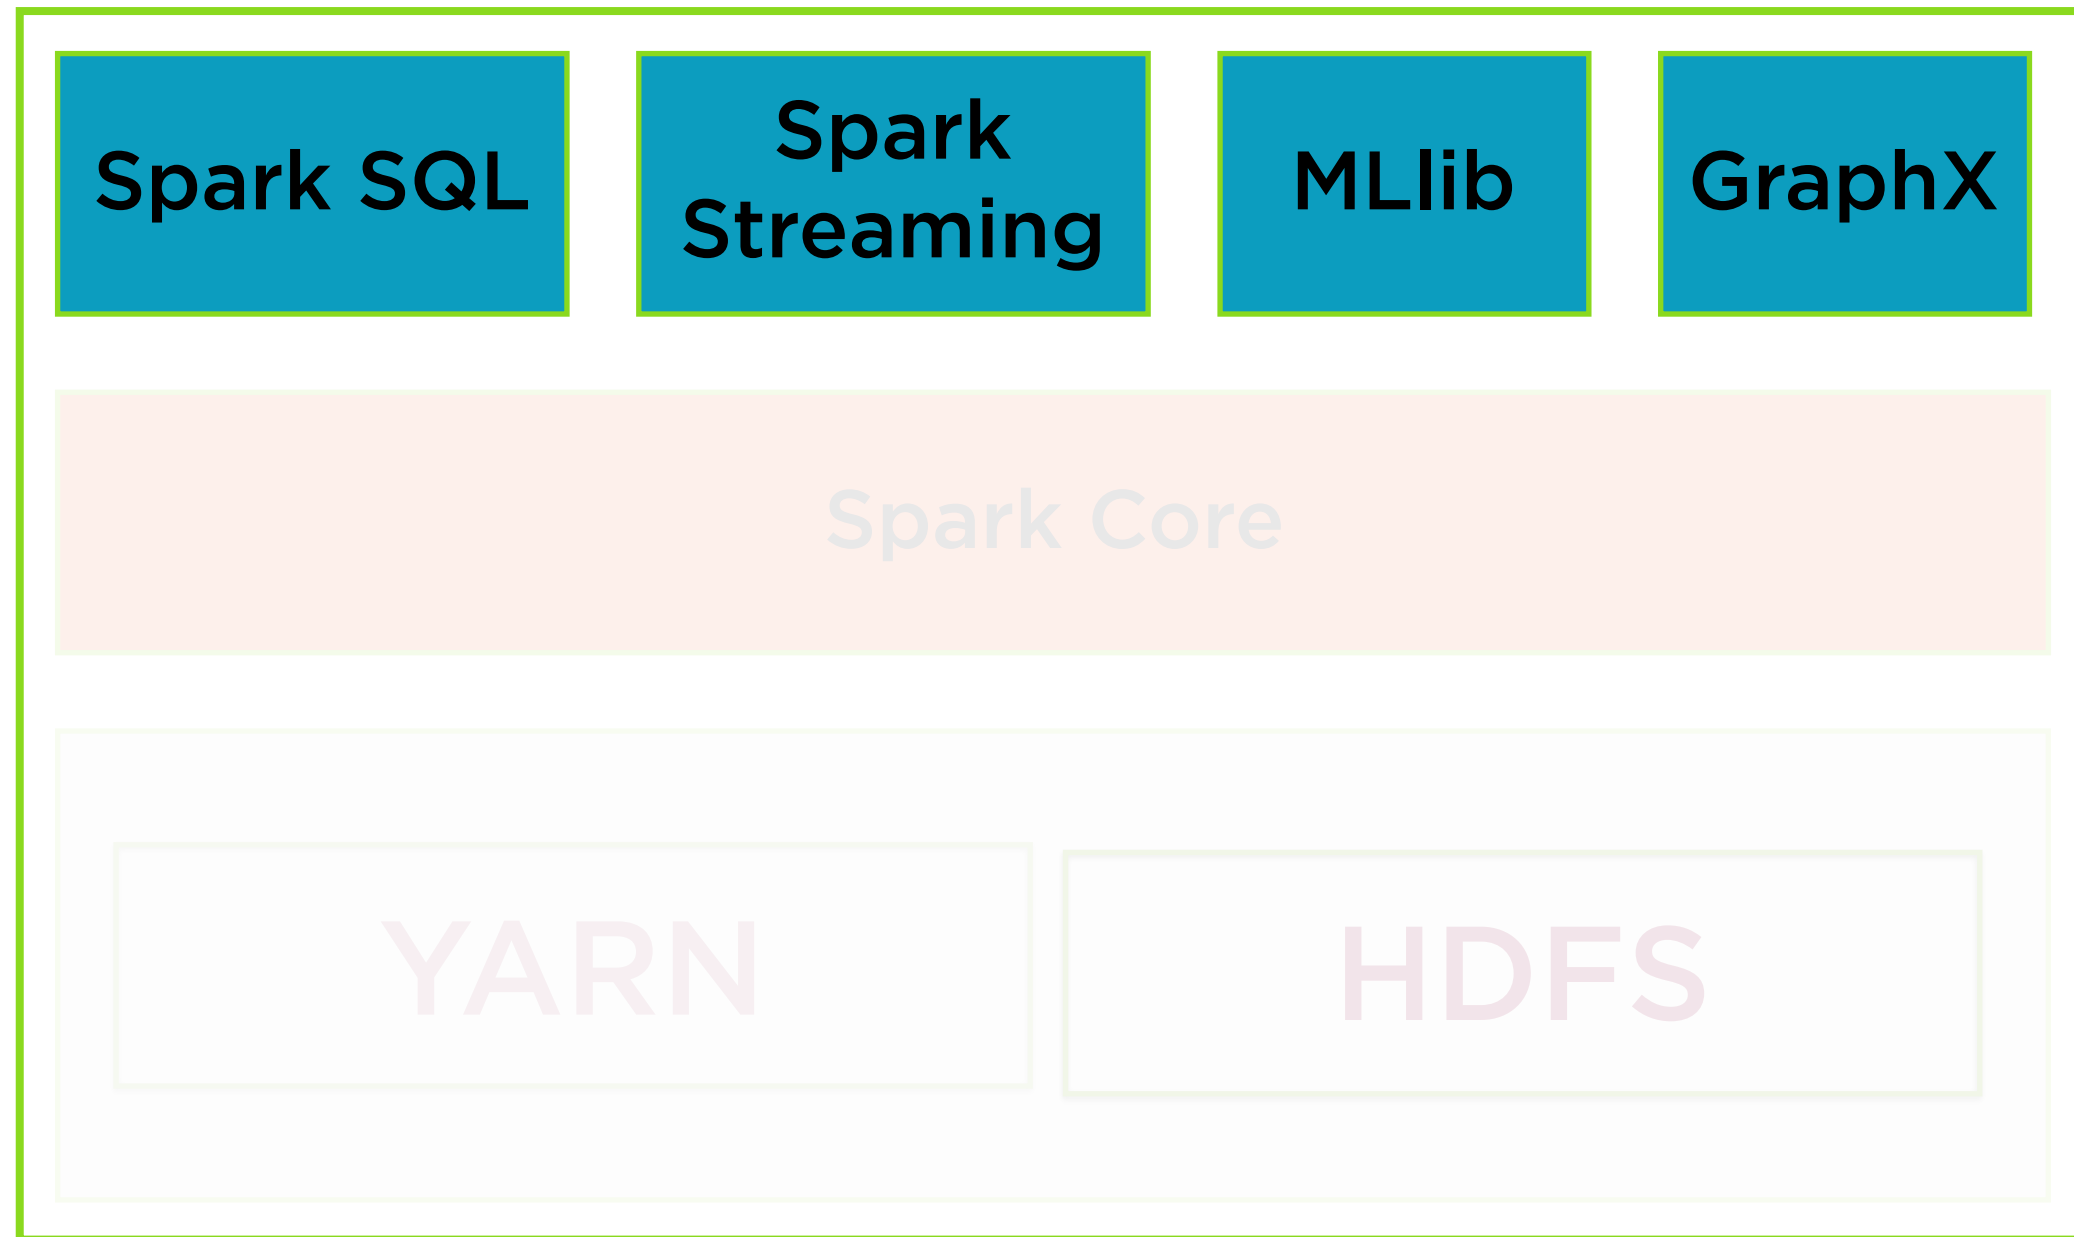 Spark SQL
Spark
Streaming
MLlib
GraphX
Spark Core
YARN
HDFS